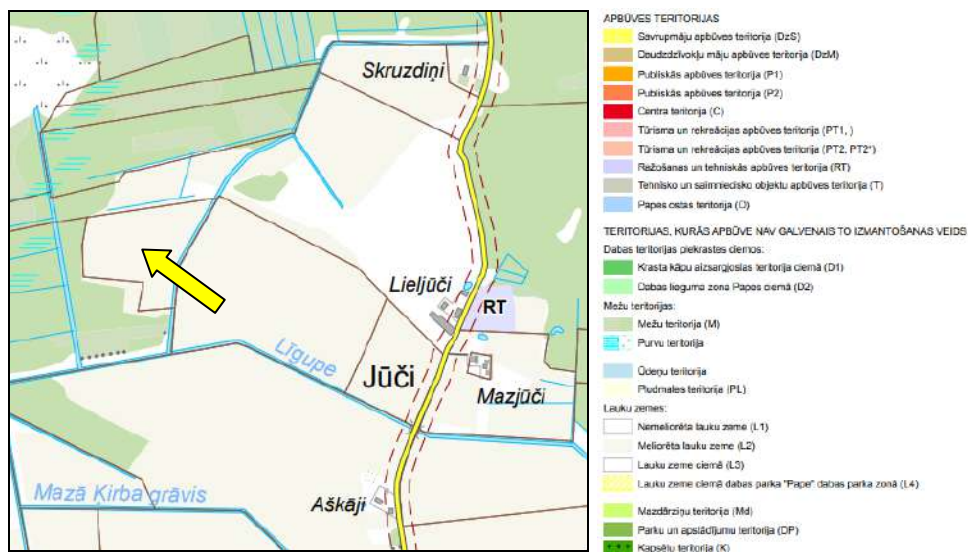 Skruzdiņi
Lieljūči
RT
Līgupe
Jūči
Mazjūči
Mazā Ķirba grāvis
Aškāji
APBŪVES TERITORIJAS
Savrupmāju apbūves teritorija (DzS)
Daudzdzīvokļu māju apbūves teritorija (DzM)
Publiskās apbūves teritorija (P1)
Publiskās apbūves teritorija (P2)
Centra teritorija (C)
Tūrisma un rekreācijas apbūves teritorija (PT1, )
Tūrisma un rekreācijas apbūves teritorija (PT2, PT2*)
Ražošanas un tehniskās apbūves teritorija (RT)
Tehnisko un saimniecisko objektu apbūves teritorija (T)
Papes ostas teritorija (O)
TERITORIJAS, KURĀS APBŪVE NAV GALVENAIS TO IZMANTOŠANAS VEIDS
Dabas teritorijas piekrastes ciemos:
Krasta kāpu aizsargjoslas teritorija ciemā (D1)
Dabas lieguma zona Papes ciemā (D2)
Mežu teritorijas:
Mežu teritorija (M)
Purvu teritorija
Ūdeņu teritorija
Pludmales teritorija (PL)
Lauku zemes:
Nemeliorēta lauku zeme (L1)
Meliorēta lauku zeme (L2)
Lauku zeme ciemā (L3)
Lauku zeme ciemā dabas parka "Pape" dabas parka zonā (L4)
Mazdārziņu teritorija (Md)
Parku un apstādījumu teritorija (DP)
Kapsētu teritorija (K)